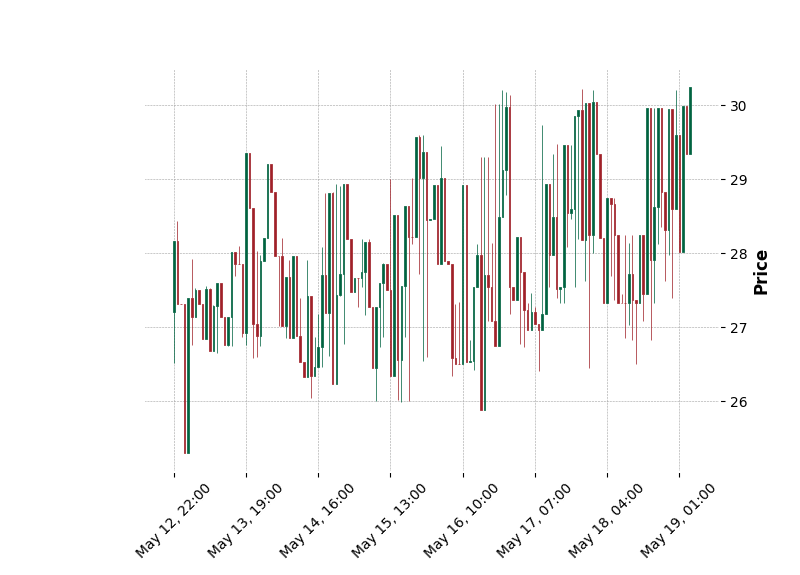 30
29
28
27
26
Price
May 12, 22:00
May 13, 19:00
May 14, 16:00
May 15, 13:00
May 16, 10:00
May 17, 07:00
May 18, 04:00
May 19, 01:00